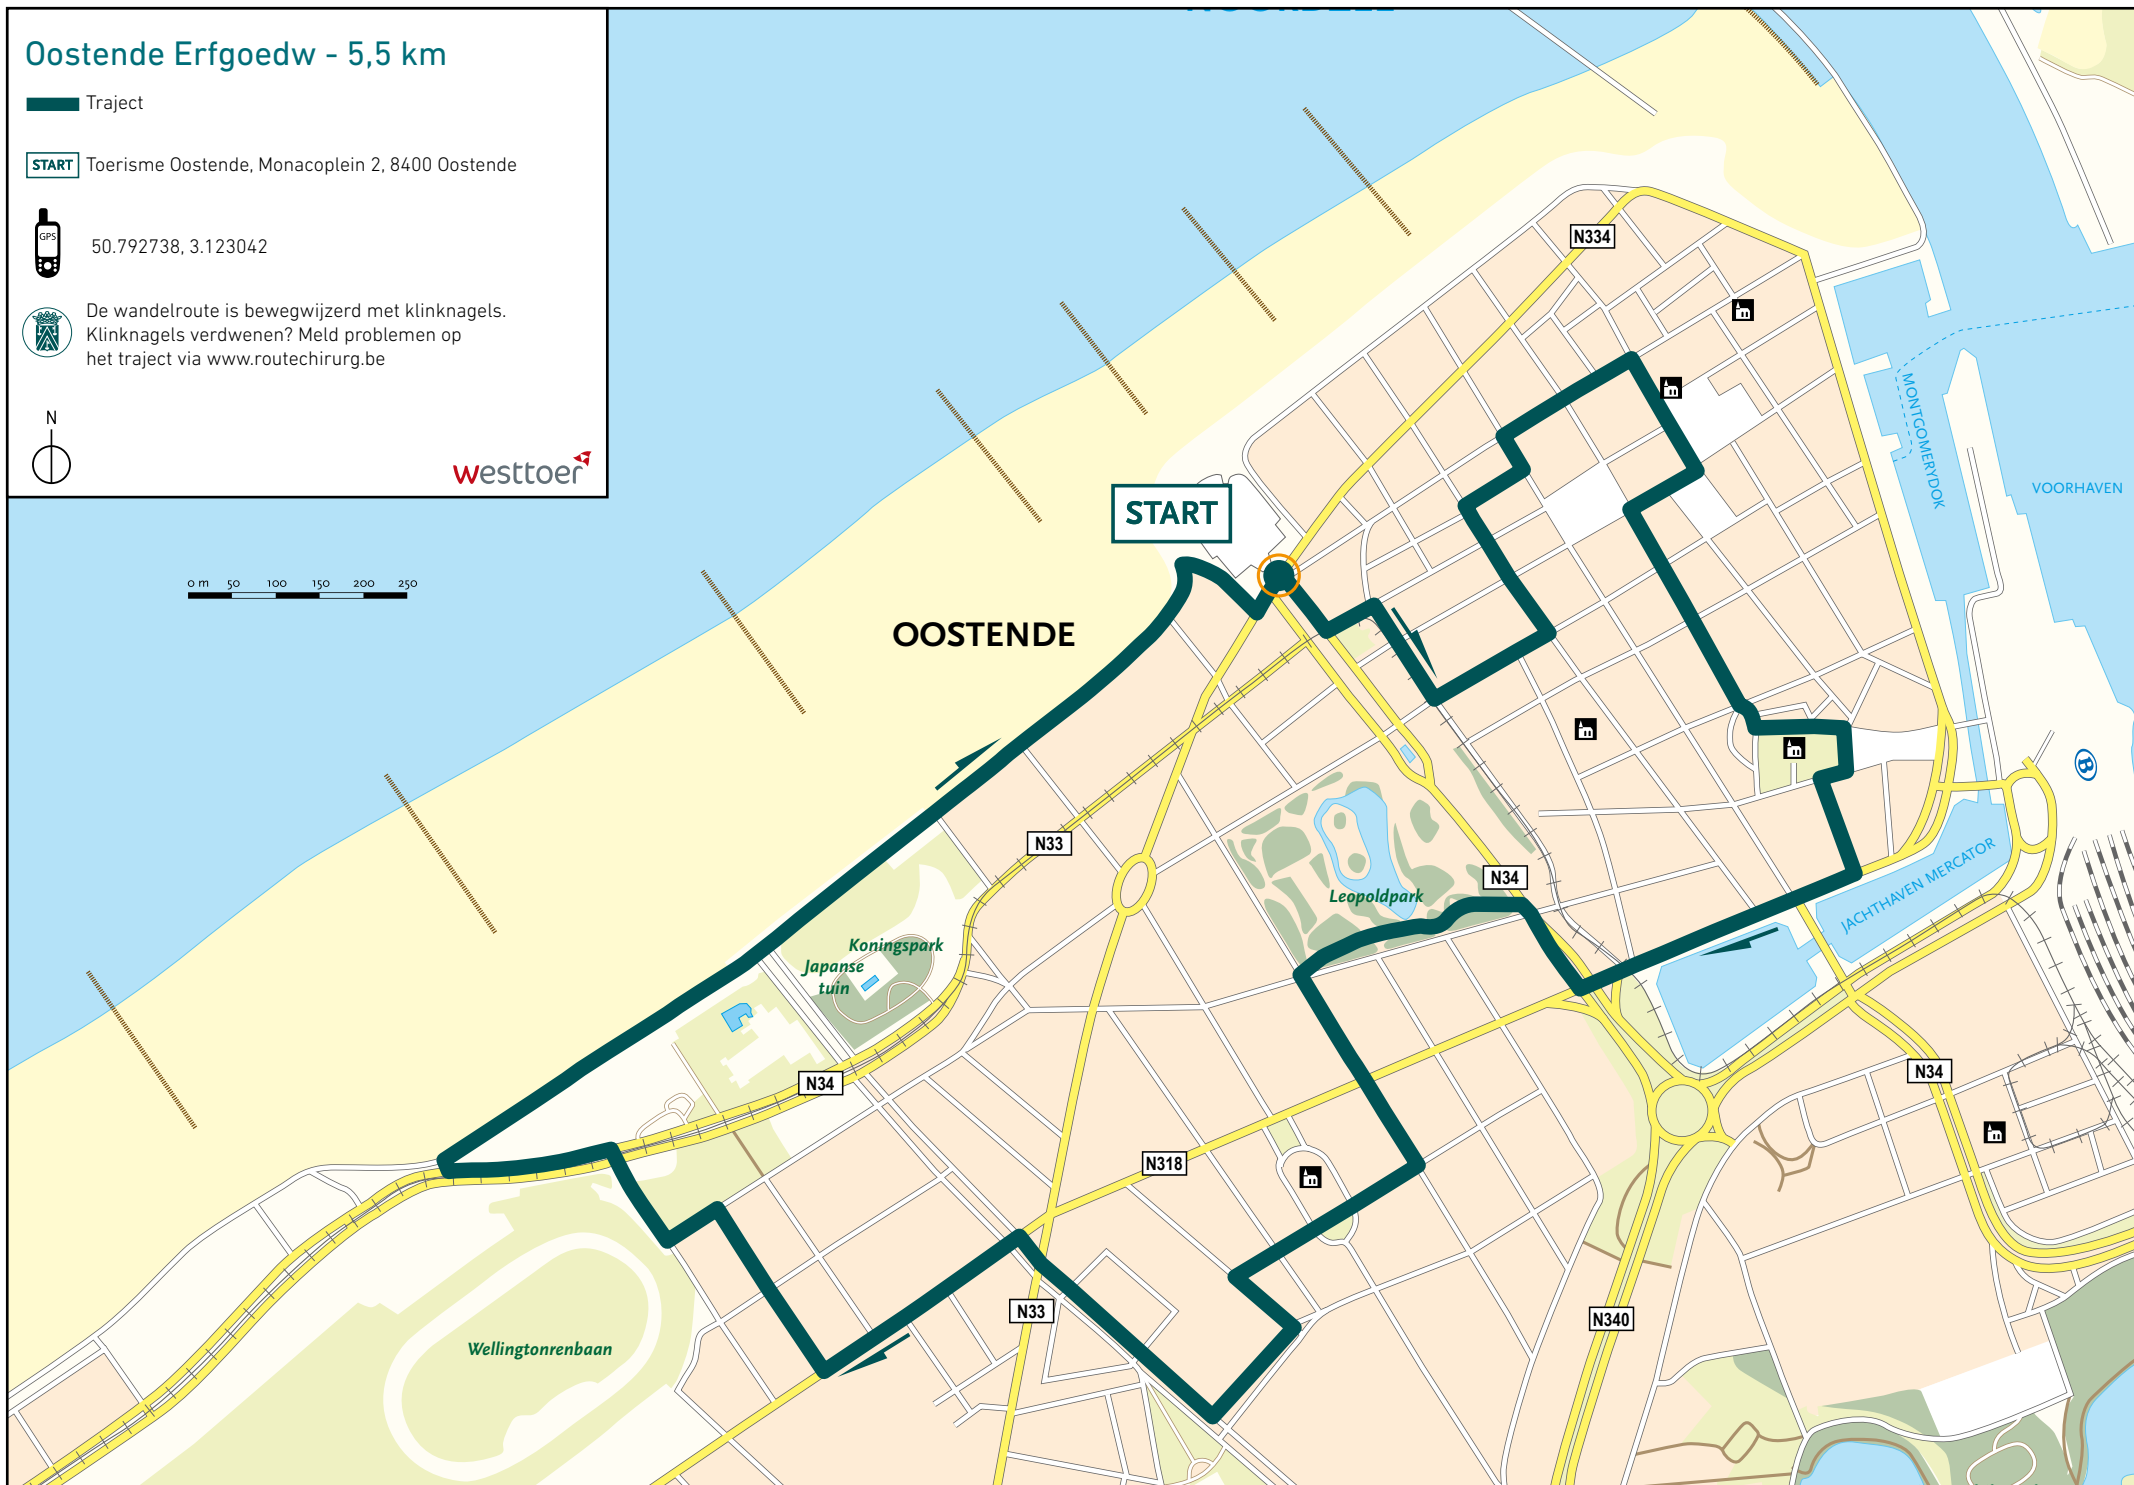 Oostende Erfgoedw - 5,5 km
Traject
START Toerisme Oostende, Monacoplein 2, 8400 Oostende
GPS
50.792738, 3.123042
De wandelroute is bewegwijzerd met klinknagels.
Klinknagels verdwenen? Meld problemen op
het traject via www.routechirurg.be
N
westtoer
0 m 50 100 150 200 250
N334
MONTGOMERYDOK
VOORHAVEN
START
OOSTENDE
B
N33
N34
Leopoldpark
JACHTHAVEN MERCATOR
Koningspark
Japanse
tuin
N34
N34
N318
N33
N340
Wellingtonrenbaan